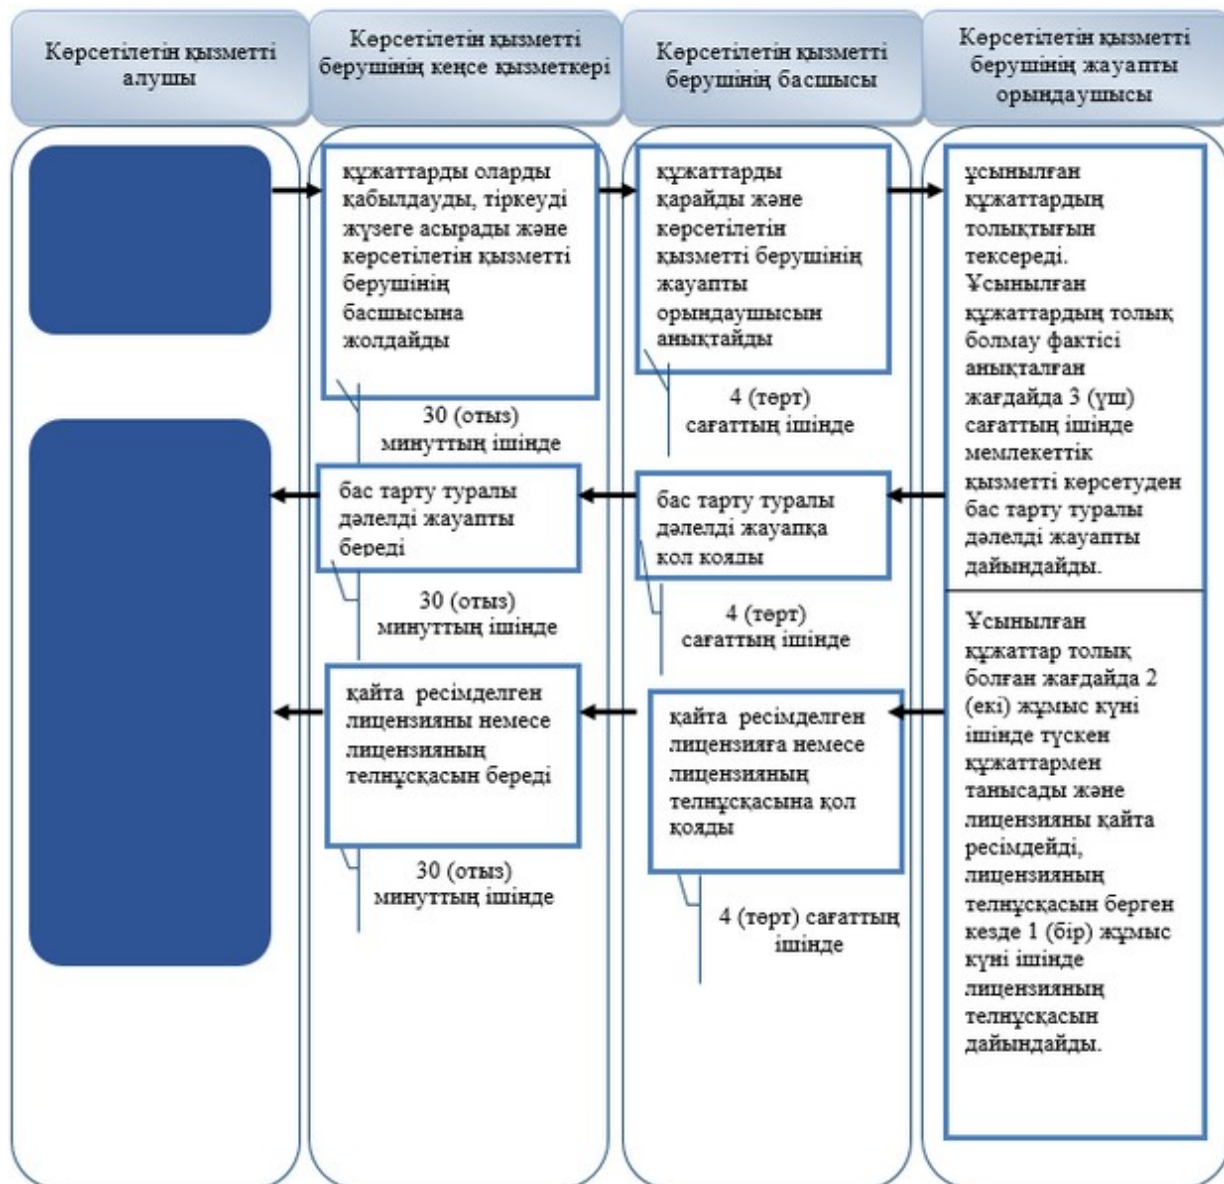 Көрсетілетін қызметті
алушы
Көрсетілетін қызметті
берушінің кеңсе қызметкері
Көрсетілетін қызметті
берушінің басшысы
Көрсетілетін қызметті
берушінің жауапты
орындаушысы
құжаттарды оларды
қабылдауды, тіркеуді
жүзеге асырады және
көрсетілетін қызметті
берушінің
басшысына
жолдайды
30 (отыз)
минуттың ішінде
құжаттарды
қарайды және
көрсетілетін
қызметті берушінің
жауапты
орындаушысын
анықтайды
4 (төрт)
сағаттың ішінде
ұсынылған
құжаттардың
толықтығын
тексереді.
Ұсынылған
құжаттардың толық
болмау фактісі
анықталған
жағдайда 3 (үш)
сағаттың ішінде
мемлекеттік
қызметті көрсетуден
бас тарту туралы
дәлелді жауапты
дайындайды.
бас тарту туралы
дәлелді жауапқа
қол қояды
4 (төрт)
сағаттың ішінде
бас тарту туралы
дәлелді жауапты
береді
30 (отыз)
минуттың ішінде
Ұсынылған
құжаттар толық
болған жағдайда 2
(екі) жұмыс күні
ішінде түскен
құжаттармен
танысады және
лицензияны қайта
ресімдейді,
лицензияның
телнұсқасын берген
кезде 1 (бір) жұмыс
күні ішінде
лицензияның
телнұсқасын
дайындайды.
қайта ресімделген
лицензияға немесе
лицензияның
телнұсқасына қол
қояды
4 (төрт) сағаттың
ішінде
қайта ресімделген
лицензияны немесе
лицензияның
телнұсқасын береді
30 (отыз)
минуттың ішінде